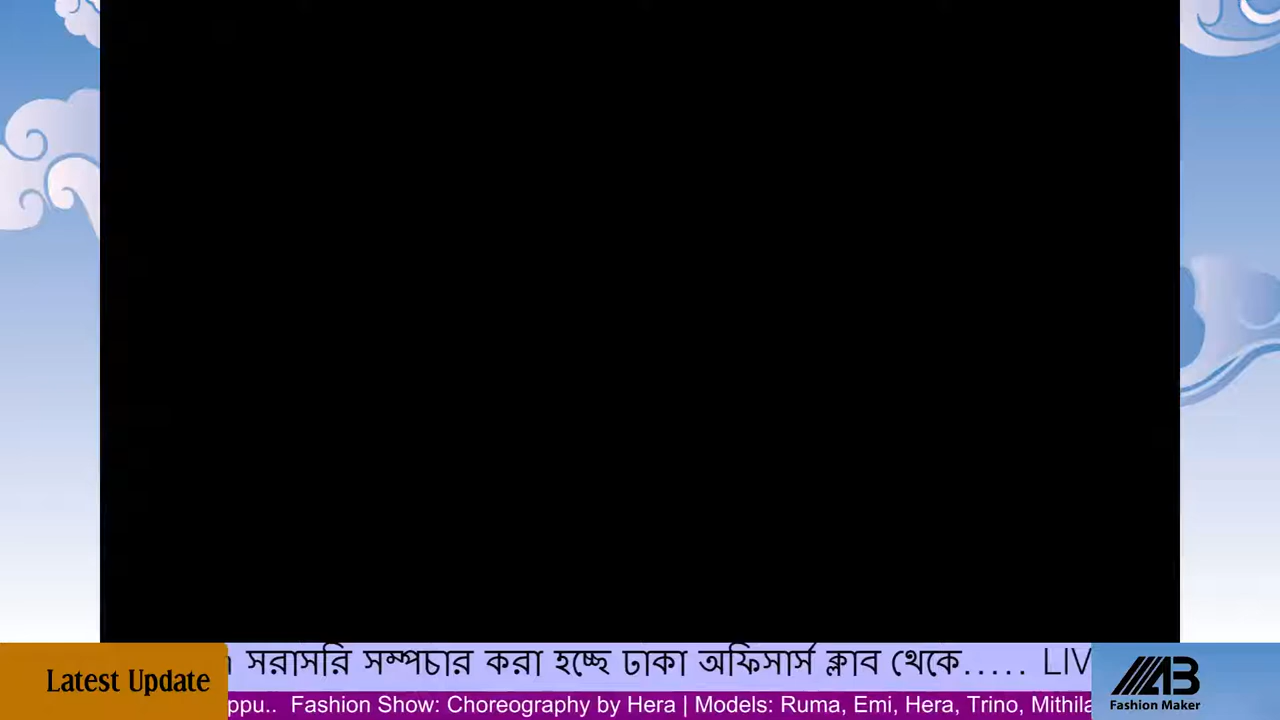 Latest Update
সরাসরি সম্পচার করা হচ্ছে ঢাকা অফিসার্স ক্লাব থেকে..... LIV
ppu.. Fashion Show: Choreography by Hera | Models: Ruma, Emi, Hera, Trino, Mithila
AB
Fashion Maker